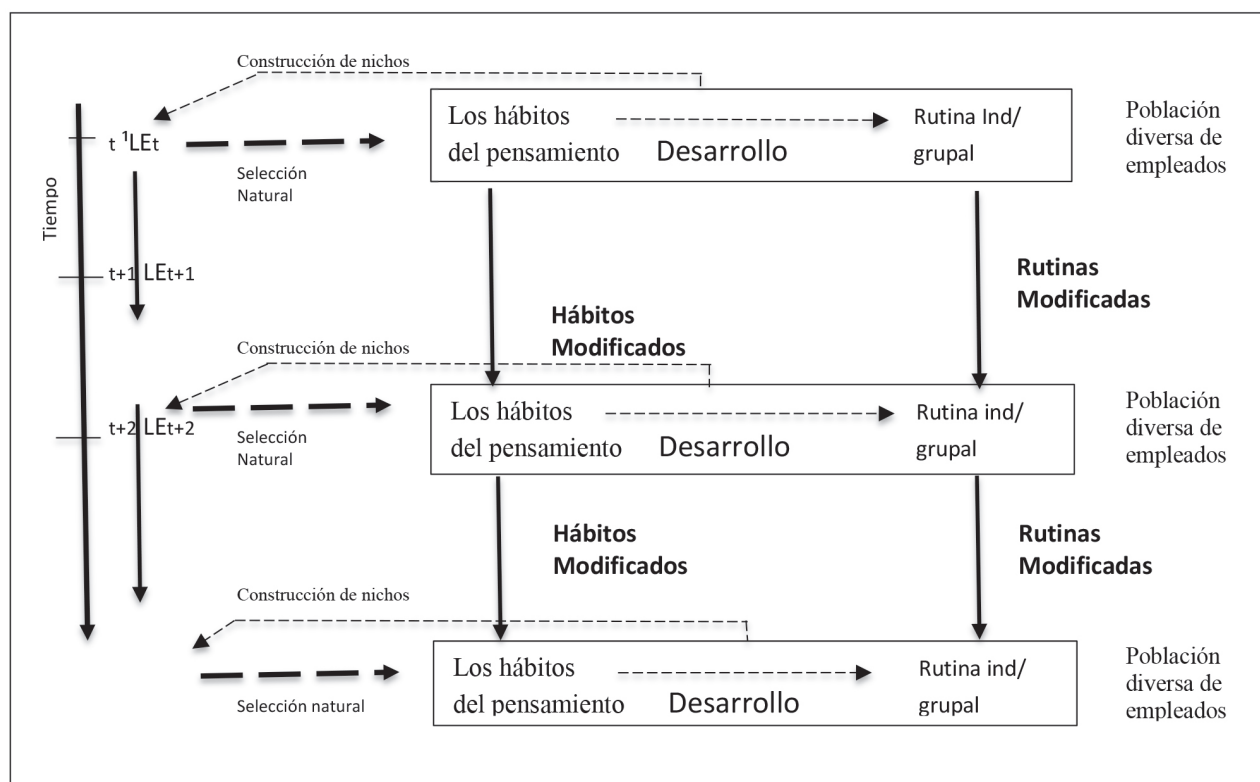 Construcción de nichos
Los hábitos
del pensamiento
Desarrollo
Rutina Ind/
grupal
Población
diversa de
empleados
t ¹LEt
Selección
Natural
Tiempo
t+1 LEt+1
Rutinas
Modificadas
Hábitos
Modificados
Construcción de nichos
Los hábitos
del pensamiento
Desarrollo
Rutina ind/
grupal
Población
diversa de
empleados
t+2 LEt+2
Selección
Natural
Hábitos
Modificados
Rutinas
Modificadas
Construcción de nichos
Los hábitos
del pensamiento
Desarrollo
Rutina ind/
grupal
Población
diversa de
empleados
Selección natural